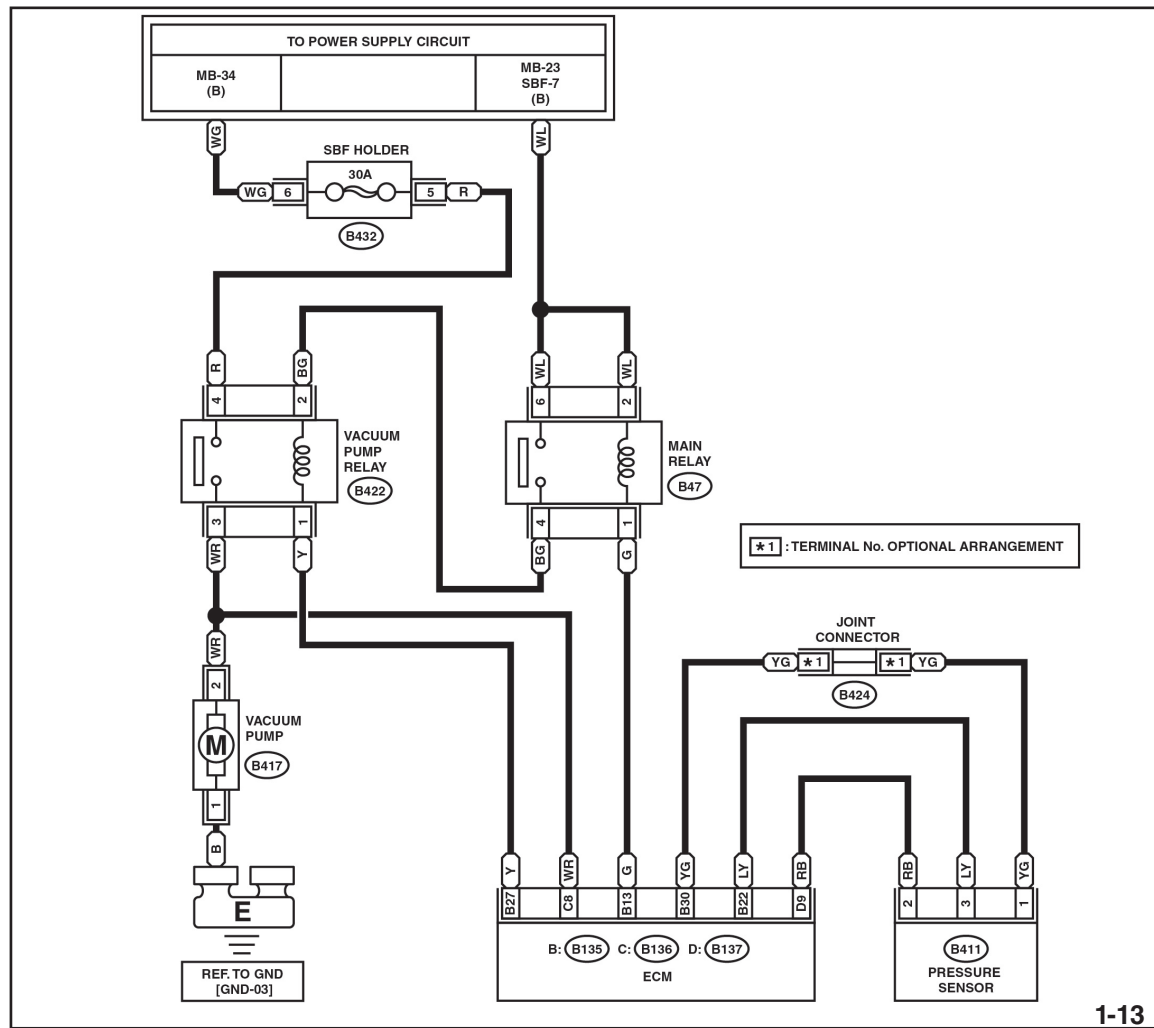 TO POWER SUPPLY CIRCUIT
MB-34
(B)
MB-23
SBF-7
(B)
WG
WL
SBF HOLDER
30A
WG 6
5 R
B432
R
BG
WL
WL
4
2
6
2
VACUUM
PUMP
RELAY
B422
MAIN
RELAY
B47
3
1
4
1
WR
Y
BG
G
*1 : TERMINAL No. OPTIONAL ARRANGEMENT
JOINT
CONNECTOR
YG *1
*1 YG
B424
WR
2
M
VACUUM
PUMP
B417
1
B
E
REF. TO GND
[GND-03]
Y
WR
G
YG
LY
RB
RB
LY
YG
B27
C8
B13
B30
B22
D9
2
3
1
B: B135 C: B136 D: B137
ECM
B411
PRESSURE
SENSOR
1-13